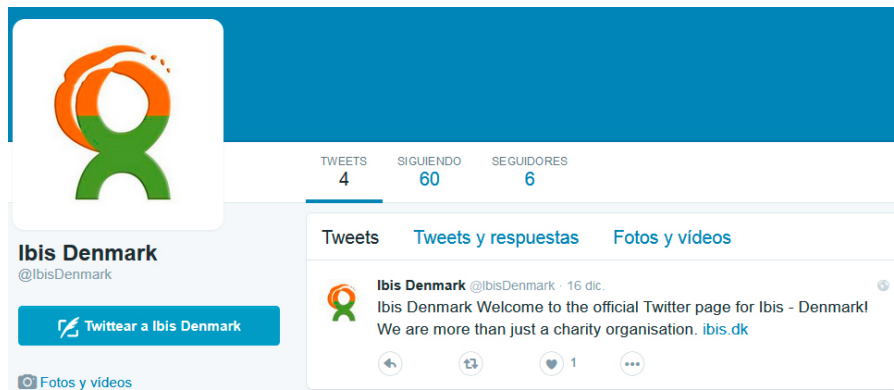 TWEETS
4
SIGUIENDO
60
SEGUIDORES
6
Ibis Denmark
@IbisDenmark
Twittear a Ibis Denmark
Fotos y vídeos
Tweets
Tweets y respuestas
Fotos y vídeos
Ibis Denmark @IbisDenmark · 16 dic.
Ibis Denmark Welcome to the official Twitter page for Ibis - Denmark!
We are more than just a charity organisation. ibis.dk
1